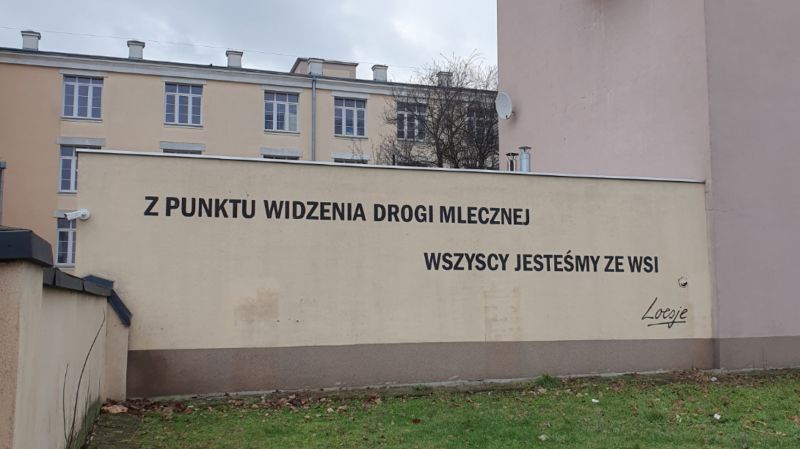 Z PUNKTU WIDZENIA DROGI MLECZNEJ
WSZYSCY JESTEŚMY ZE WSI
Loesje